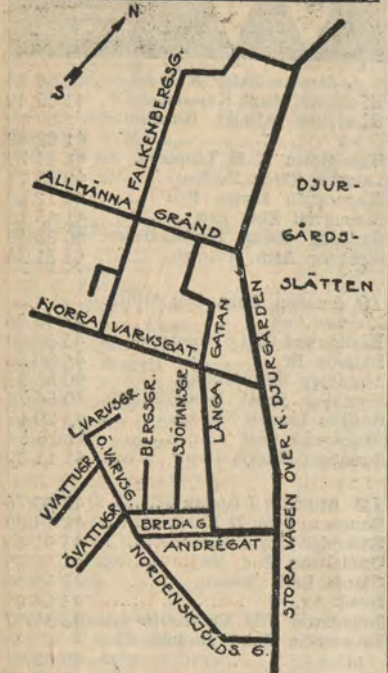 N
S
FALKENBERGSG.
ALLMÄNNA
GRÄND
DJUR-
GÅRDS-
SLÄTTEN
NORRA
VARVSGAT
LÅNGA
GATAN
STORA VÄGEN ÖVER K. DJURGÅRDEN
L.VARVSGR.
Ö.VARVSG
BERGSGR.
SJÖMANSGR.
V.VATTUGR
Ö.VATTUGR
BREDA G
ANDREGAT
NORDENSKJÖLDS. G.